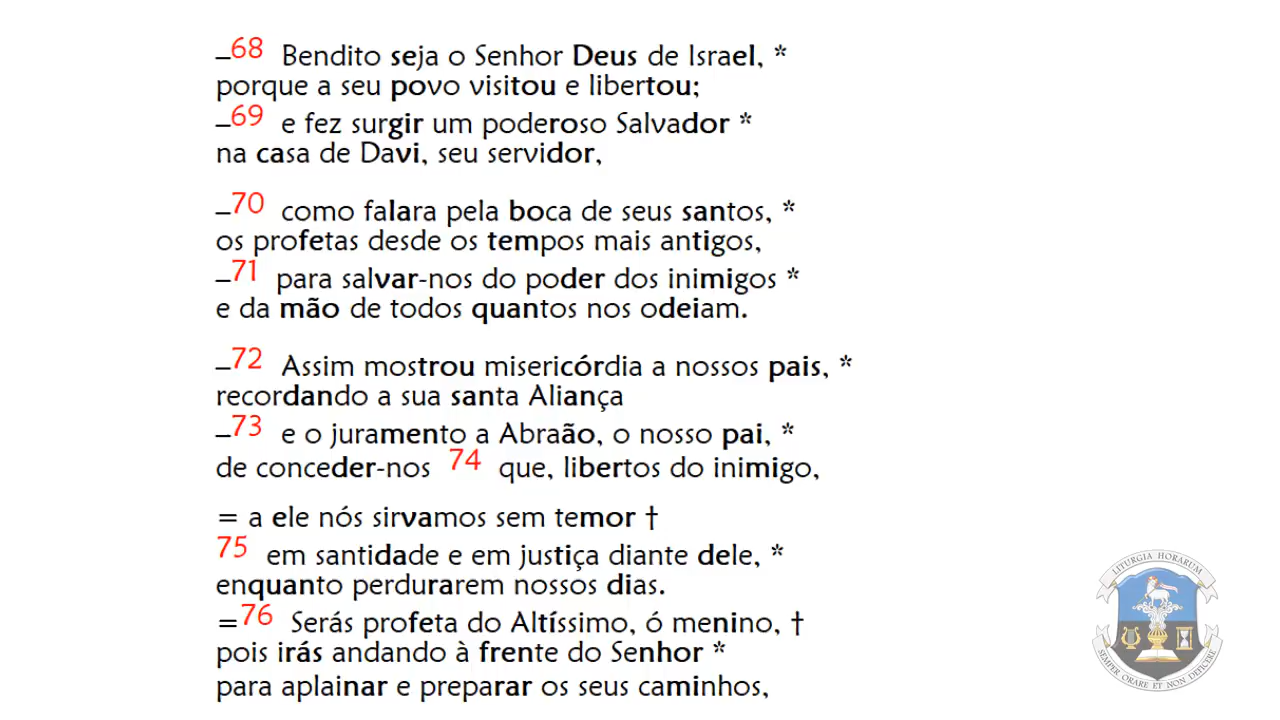 –68 Bendito seja o Senhor Deus de Israel, *
porque a seu povo visitou e libertou;
–69 e fez surgir um poderoso Salvador *
na casa de Davi, seu servidor,
–70 como falara pela boca de seus santos, *
os profetas desde os tempos mais antigos,
–71 para salvar-nos do poder dos inimigos *
e da mão de todos quantos nos odeiam.
–72 Assim mostrou misericórdia a nossos pais, *
recordando a sua santa Aliança
–73 e o juramento a Abraão, o nosso pai, *
de conceder-nos 74 que, libertos do inimigo,
= a ele nós sirvamos sem temor †
75 em santidade e em justiça diante dele, *
enquanto perdurarem nossos dias.
=76 Serás profeta do Altíssimo, ó menino, †
pois irás andando à frente do Senhor *
para aplainar e preparar os seus caminhos,
LITURGIA HORARUM
SEMPER ORARE ET NON DEFICERE